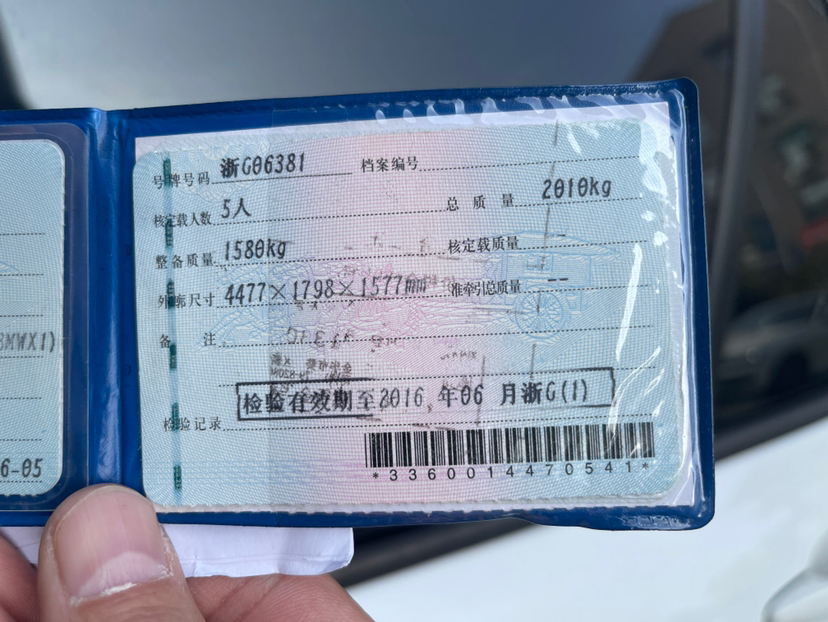 号牌号码 浙G06381 档案编号
核定载人数 5人 总 质 量 2010kg
整备质量 1580kg 核定载质量 --
外廓尺寸 4477×1798×1577mm 准牵引总质量 --
备 注
检验有效期至2016 年06 月浙G(1)
检验记录
*3360014470541*
BMWX1)
6-05